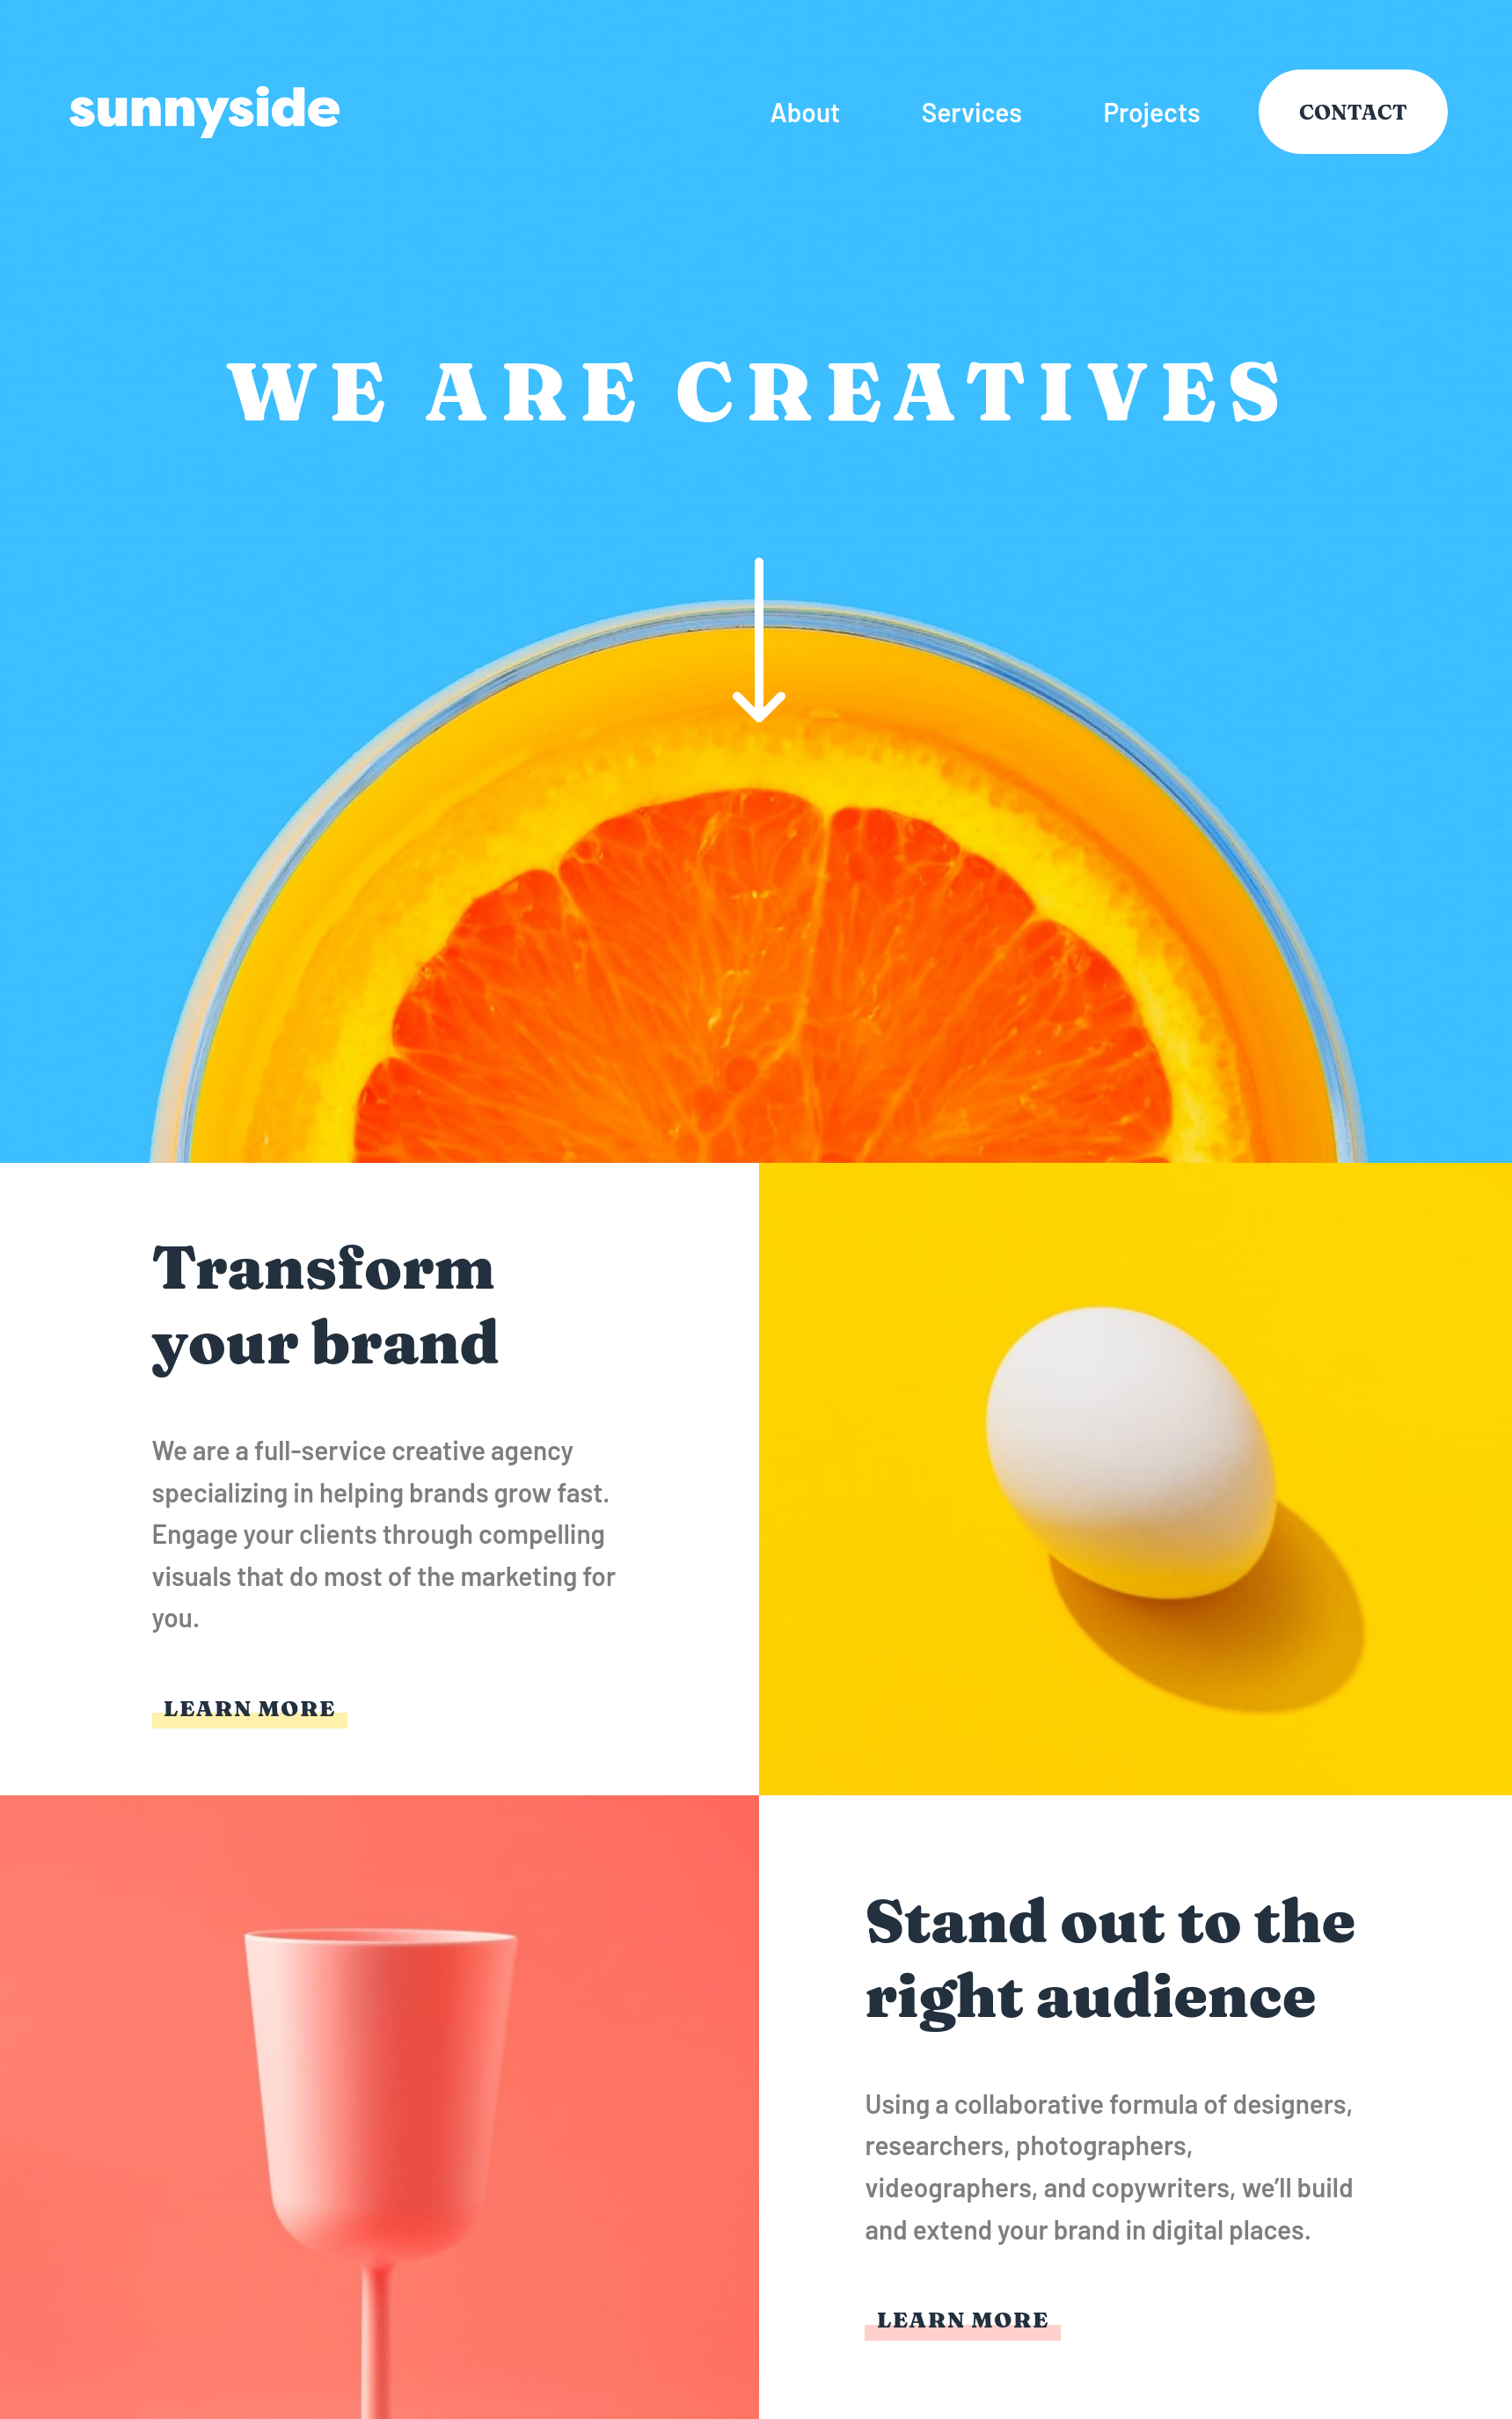 sunnyside
About Services Projects CONTACT
WE ARE CREATIVES
Transform
your brand
We are a full-service creative agency
specializing in helping brands grow fast.
Engage your clients through compelling
visuals that do most of the marketing for
you.
LEARN MORE
Stand out to the
right audience
Using a collaborative formula of designers,
researchers, photographers,
videographers, and copywriters, we’ll build
and extend your brand in digital places.
LEARN MORE